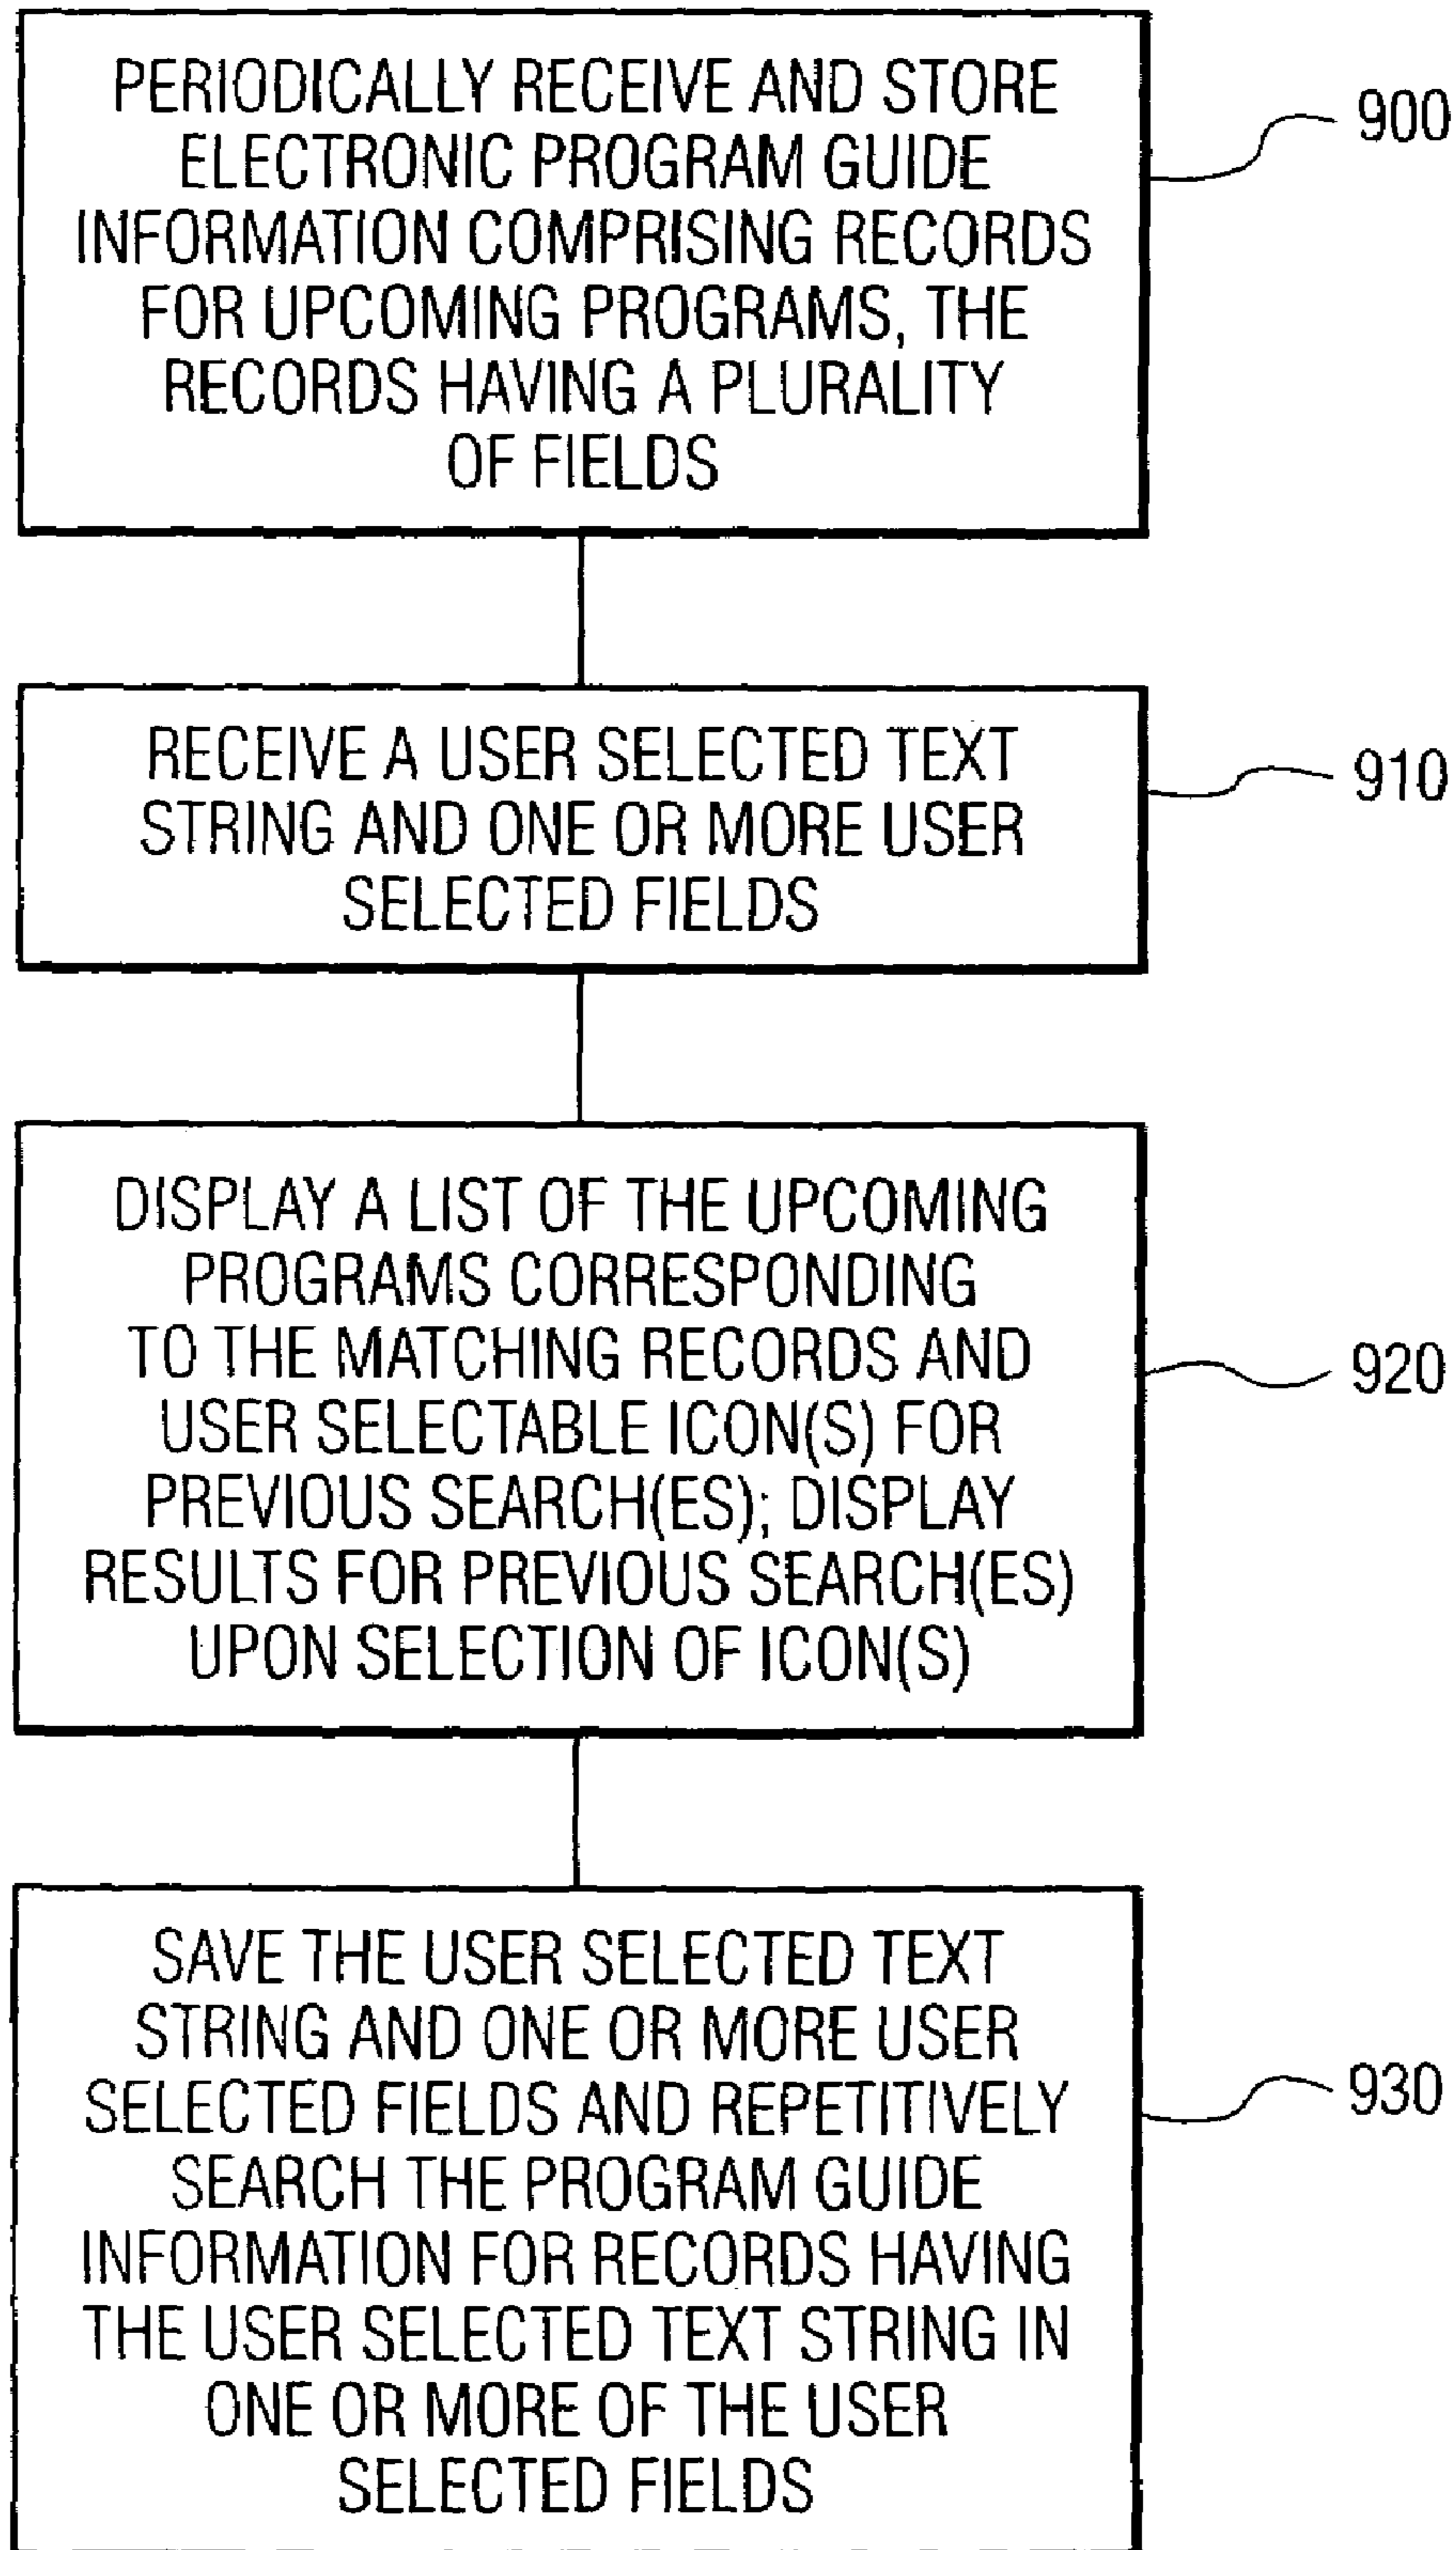 PERIODICALLY RECEIVE AND STORE
ELECTRONIC PROGRAM GUIDE
INFORMATION COMPRISING RECORDS
FOR UPCOMING PROGRAMS, THE
RECORDS HAVING A PLURALITY
OF FIELDS
900
RECEIVE A USER SELECTED TEXT
STRING AND ONE OR MORE USER
SELECTED FIELDS
910
DISPLAY A LIST OF THE UPCOMING
PROGRAMS CORRESPONDING
TO THE MATCHING RECORDS AND
USER SELECTABLE ICON(S) FOR
PREVIOUS SEARCH(ES); DISPLAY
RESULTS FOR PREVIOUS SEARCH(ES)
UPON SELECTION OF ICON(S)
920
SAVE THE USER SELECTED TEXT
STRING AND ONE OR MORE USER
SELECTED FIELDS AND REPETITIVELY
SEARCH THE PROGRAM GUIDE
INFORMATION FOR RECORDS HAVING
THE USER SELECTED TEXT STRING IN
ONE OR MORE OF THE USER
SELECTED FIELDS
930